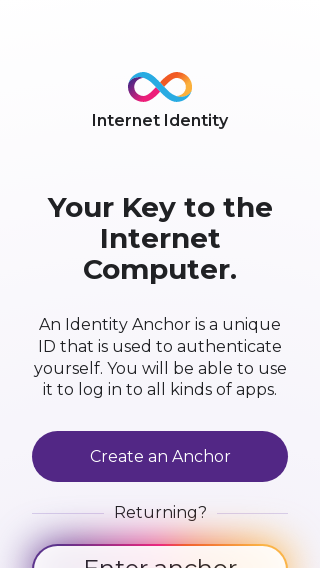 Internet Identity
Your Key to the
Internet
Computer.
An Identity Anchor is a unique
ID that is used to authenticate
yourself. You will be able to use
it to log in to all kinds of apps.
Create an Anchor
Returning?
Enter anchor